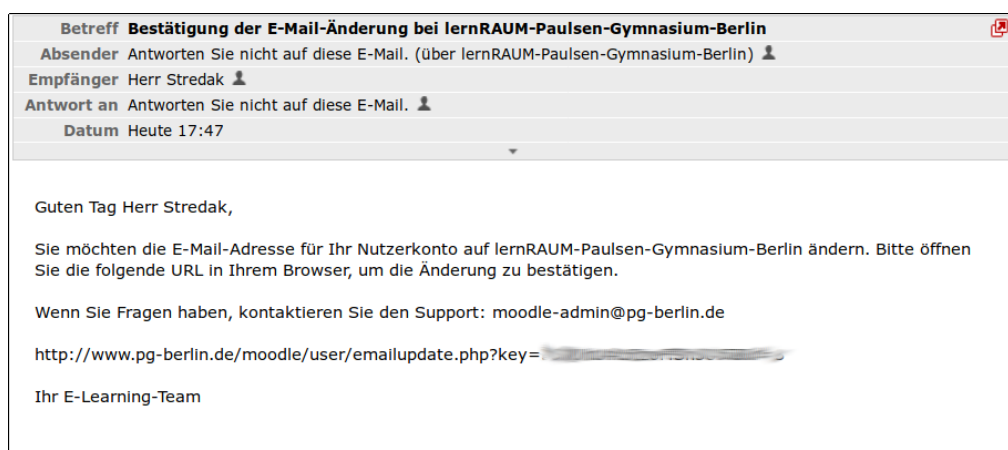 Betreff Bestätigung der E-Mail-Änderung bei lernRAUM-Paulsen-Gymnasium-Berlin
Absender Antworten Sie nicht auf diese E-Mail. (über lernRAUM-Paulsen-Gymnasium-Berlin)
Empfänger Herr Stredak
Antwort an Antworten Sie nicht auf diese E-Mail.
Datum Heute 17:47
Guten Tag Herr Stredak,
Sie möchten die E-Mail-Adresse für Ihr Nutzerkonto auf lernRAUM-Paulsen-Gymnasium-Berlin ändern. Bitte öffnen
Sie die folgende URL in Ihrem Browser, um die Änderung zu bestätigen.
Wenn Sie Fragen haben, kontaktieren Sie den Support: moodle-admin@pg-berlin.de
http://www.pg-berlin.de/moodle/user/emailupdate.php?key=
Ihr E-Learning-Team